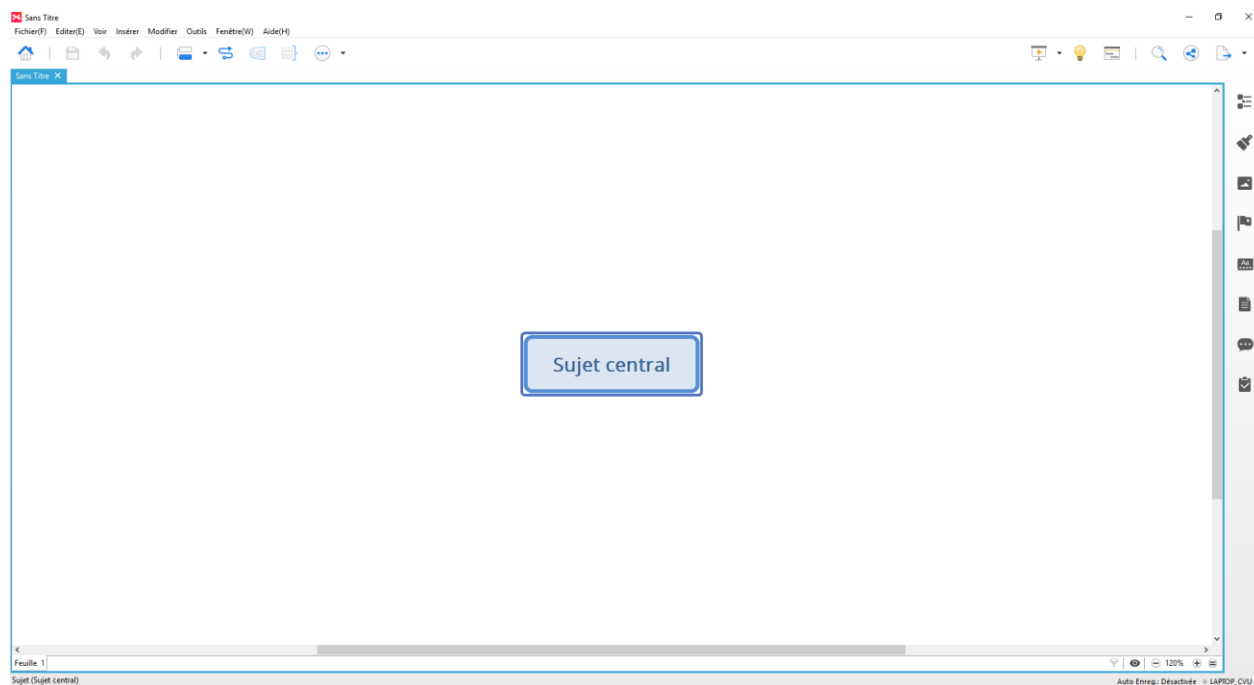 Sans Titre
Fichier(F) Editer(E) Voir Insérer Modifier Outils Fenêtre(W) Aide(H)
Sans Titre
Aa
Sujet central
Feuille 1
120%
Sujet (Sujet central)
Auto Enreg.: Désactivée LAPTOP_CVU